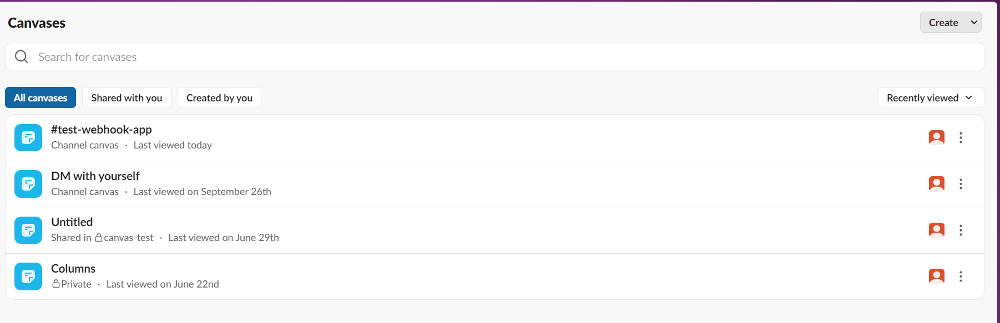 Canvases
Create
Search for canvases
All canvases
Shared with you
Created by you
Recently viewed
#test-webhook-app
Channel canvas · Last viewed today
DM with yourself
Channel canvas · Last viewed on September 26th
Untitled
Shared in canvas-test · Last viewed on June 29th
Columns
Private · Last viewed on June 22nd